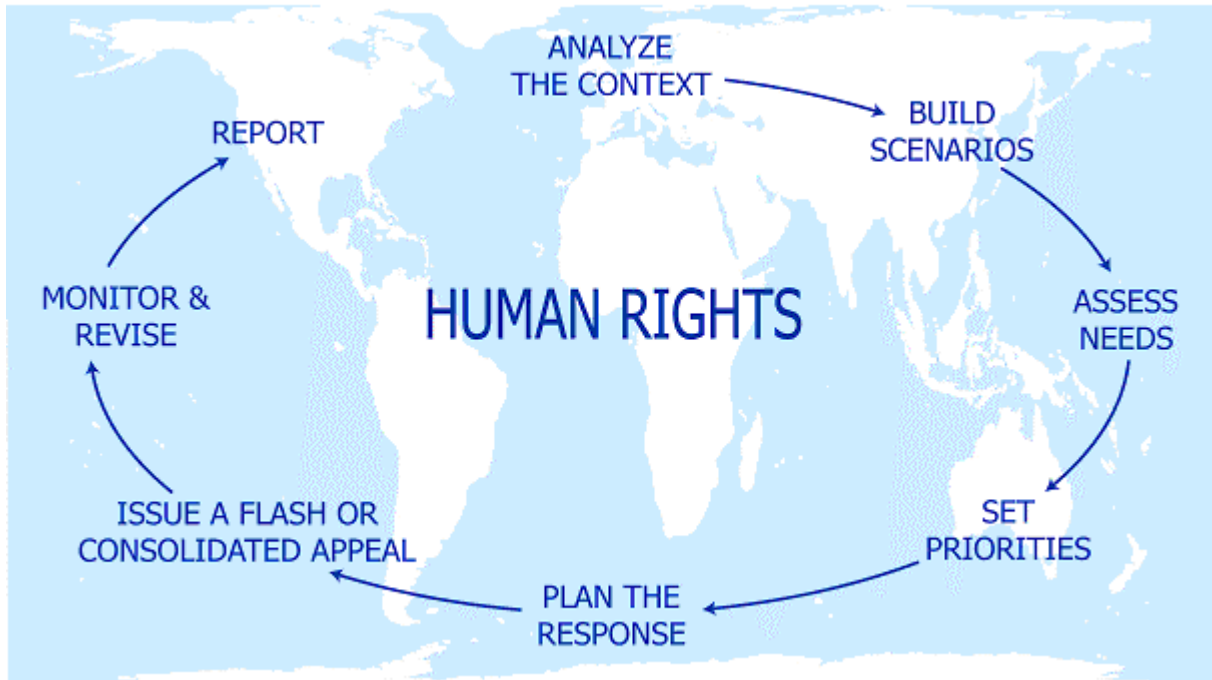 ANALYZE
THE CONTEXT
BUILD
SCENARIOS
ASSESS
NEEDS
SET
PRIORITIES
PLAN THE
RESPONSE
ISSUE A FLASH OR
CONSOLIDATED APPEAL
MONITOR &
REVISE
REPORT
HUMAN RIGHTS